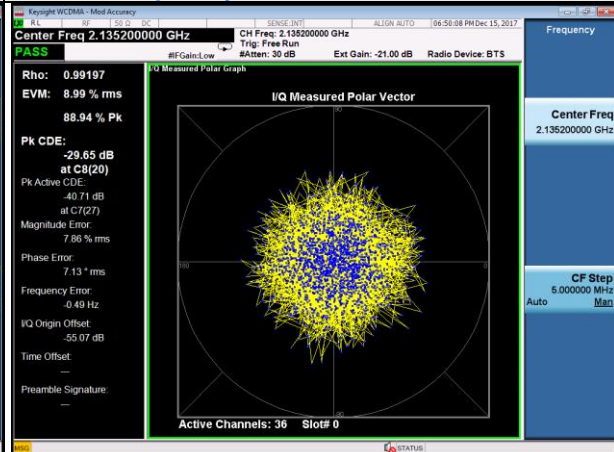 Keysight WCDMA - Mod Accuracy
RL RF 50 Ω DC SENSE:INT ALIGN AUTO 06:50:08 PM Dec 15, 2017
Center Freq 2.135200000 GHz
CH Freq: 2.135200000 GHz
Trig: Free Run
PASS
#IFGain:Low #Atten: 30 dB Ext Gain: -21.00 dB Radio Device: BTS
Frequency
Rho: 0.99197
EVM: 8.99 % rms
88.94 % Pk
Pk CDE:
-29.65 dB
at C8(20)
Pk Active CDE:
-40.71 dB
at C7(27)
Magnitude Error:
7.86 % rms
Phase Error:
7.13 ° rms
Frequency Error:
-0.49 Hz
I/Q Origin Offset:
-55.07 dB
Time Offset:
---
Preamble Signature:
---
I/Q Measured Polar Graph
I/Q Measured Polar Vector
90
180
0
Active Channels: 36 Slot# 0
Center Freq
2.135200000 GHz
CF Step
5.000000 MHz
Auto Man
MSG STATUS